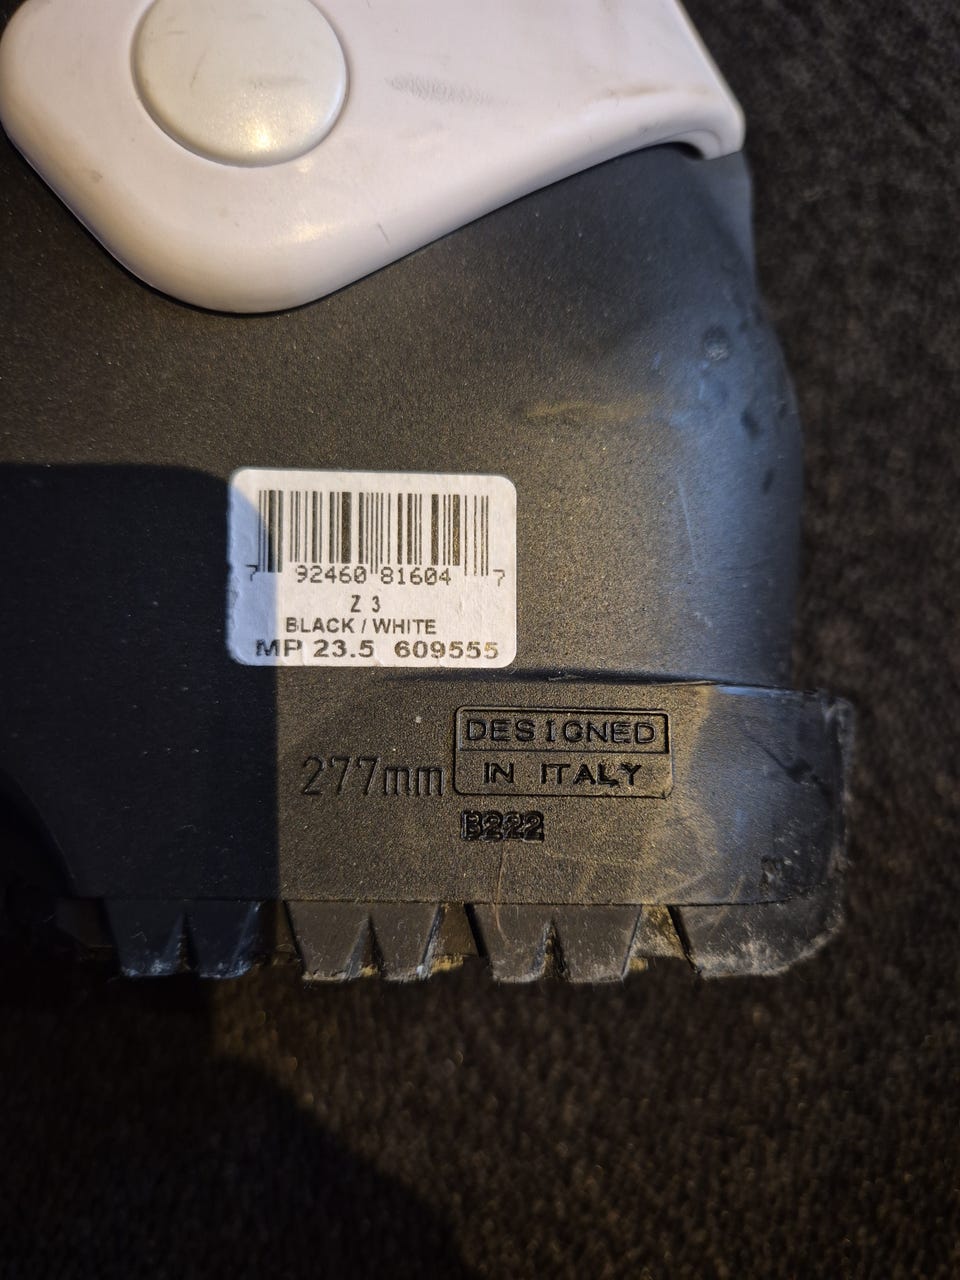 7 92460 81604 7
Z 3
BLACK / WHITE
MP 23.5 609555
DESIGNED
277mm IN ITALY
B222